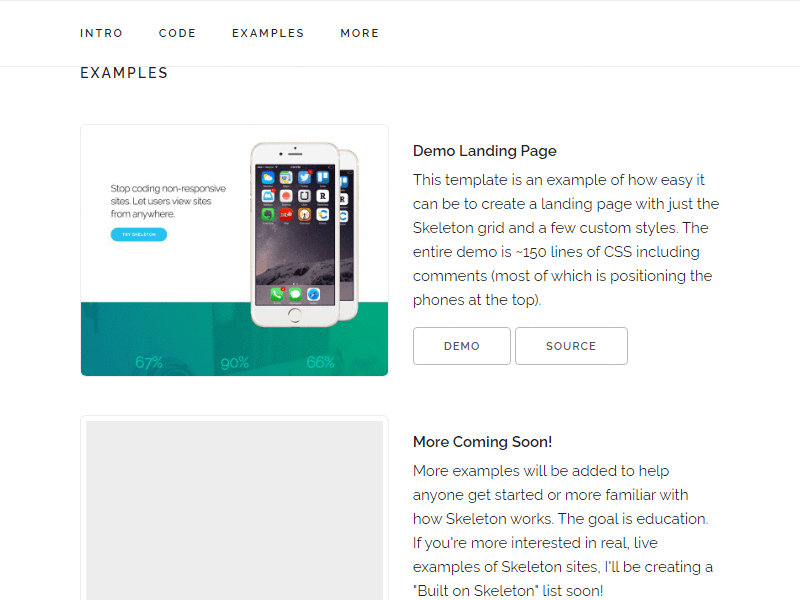 INTRO CODE EXAMPLES MORE
EXAMPLES
Stop coding non-responsive
sites. Let users view sites
from anywhere.
TRY SKELETON
67% 90% 66%
Demo Landing Page
This template is an example of how easy it
can be to create a landing page with just the
Skeleton grid and a few custom styles. The
entire demo is ~150 lines of CSS including
comments (most of which is positioning the
phones at the top).
DEMO SOURCE
More Coming Soon!
More examples will be added to help
anyone get started or more familiar with
how Skeleton works. The goal is education.
If you're more interested in real, live
examples of Skeleton sites, I'll be creating a
"Built on Skeleton" list soon!